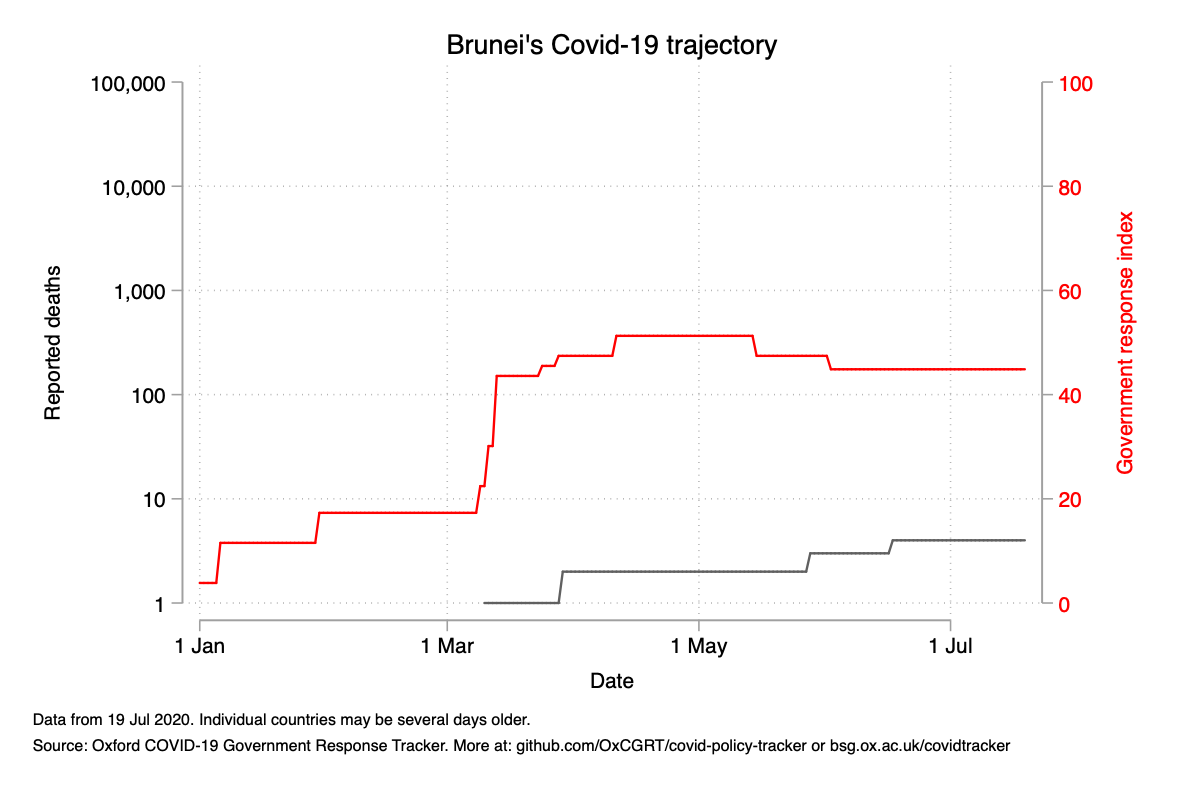 Brunei's Covid-19 trajectory
100,000
10,000
1,000
100
10
1
Reported deaths
100
80
60
40
20
0
Government response index
1 Jan
1 Mar
1 May
1 Jul
Date
Data from 19 Jul 2020. Individual countries may be several days older.
Source: Oxford COVID-19 Government Response Tracker. More at: github.com/OxCGRT/covid-policy-tracker or bsg.ox.ac.uk/covidtracker